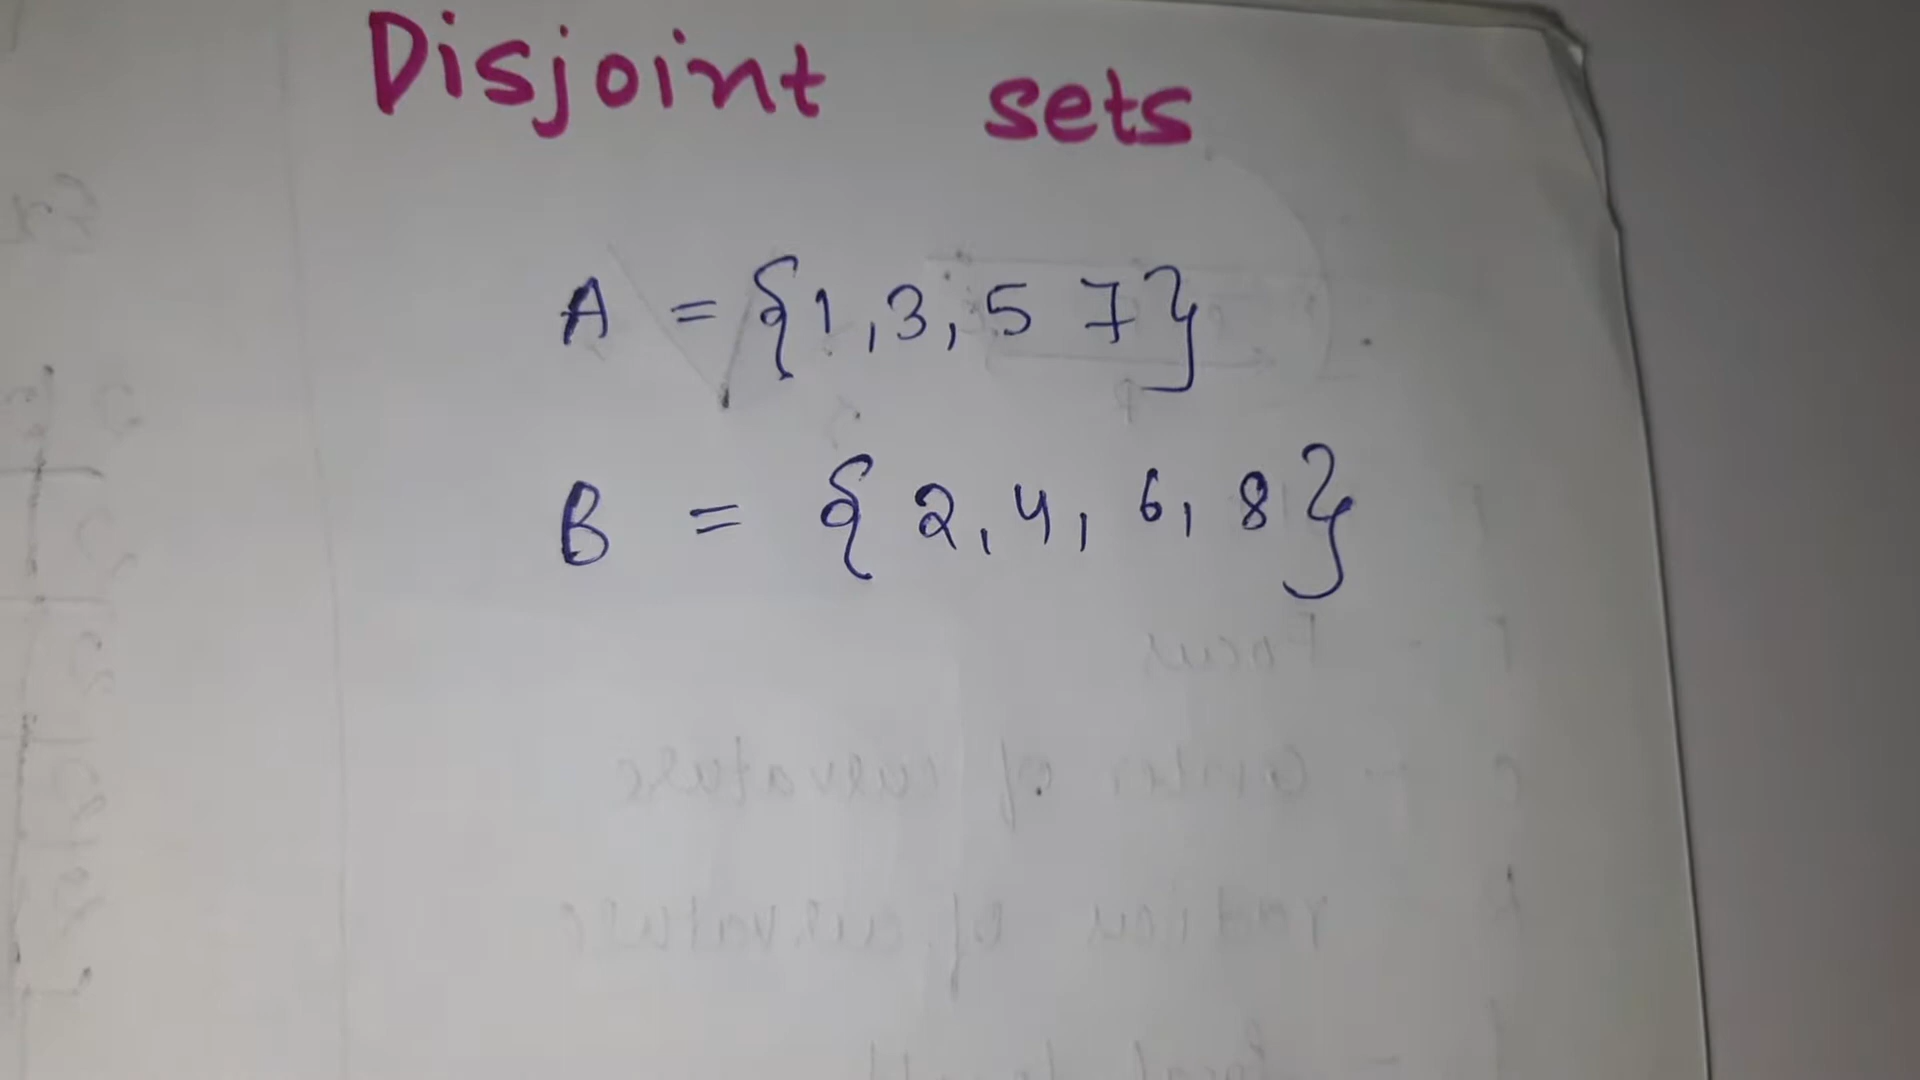 Disjoint sets
A = {1, 3, 5 7}
B = {2, 4, 6, 8}